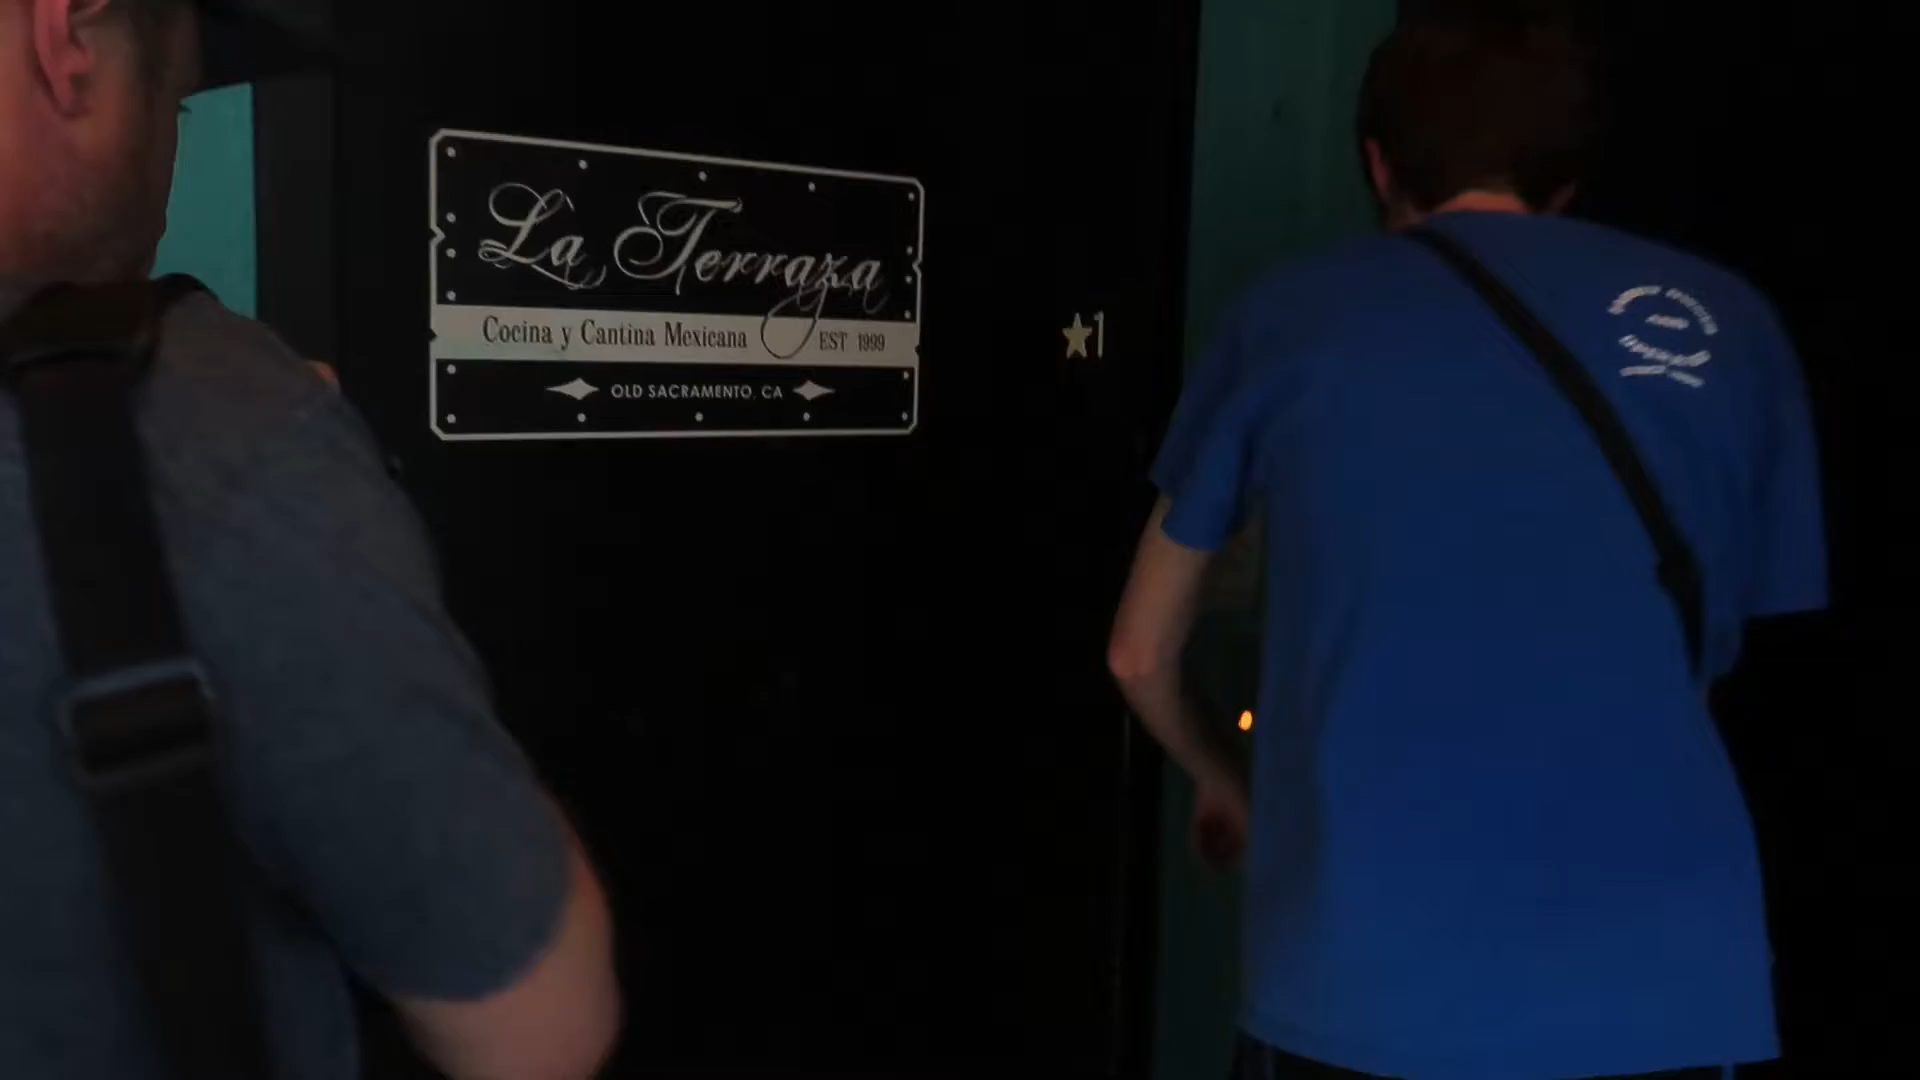 La Terraza
Cocina y Cantina Mexicana EST 1999
OLD SACRAMENTO, CA
★1